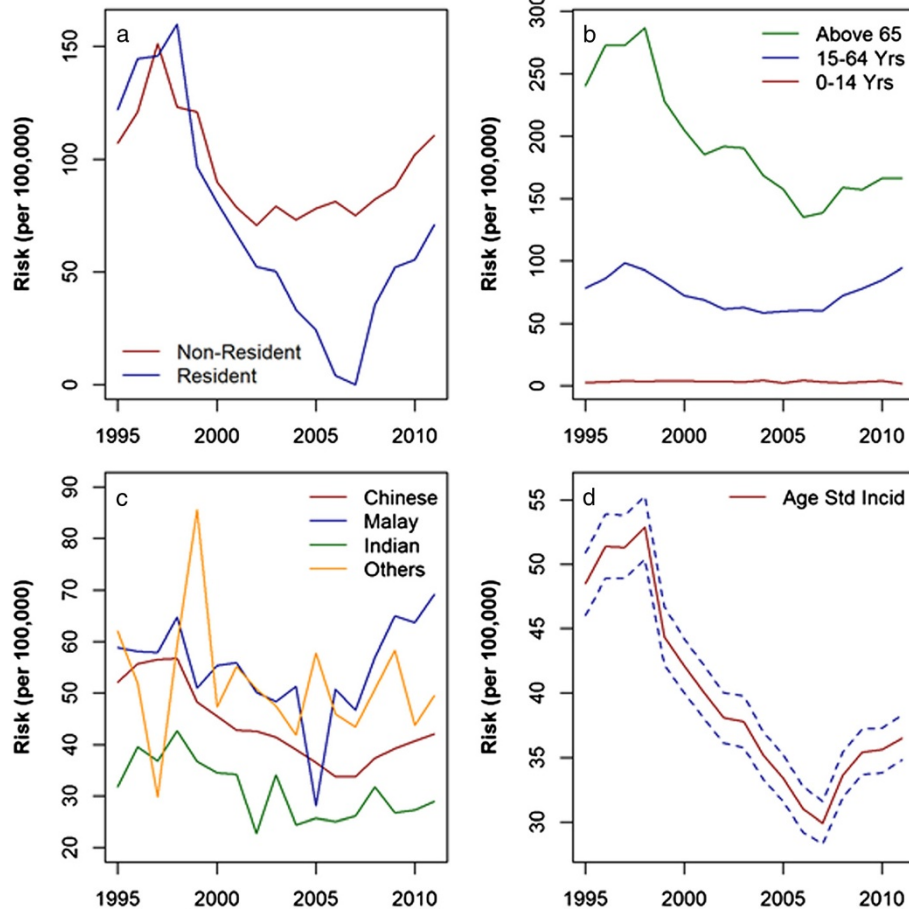 a
150
100
50
0
Risk (per 100,000)
Non-Resident
Resident
1995 2000 2005 2010
b
300
250
200
150
100
50
0
Risk (per 100,000)
Above 65
15-64 Yrs
0-14 Yrs
1995 2000 2005 2010
c
90
80
70
60
50
40
30
20
Risk (per 100,000)
Chinese
Malay
Indian
Others
1995 2000 2005 2010
d
55
50
45
40
35
30
Risk (per 100,000)
Age Std Incid
1995 2000 2005 2010